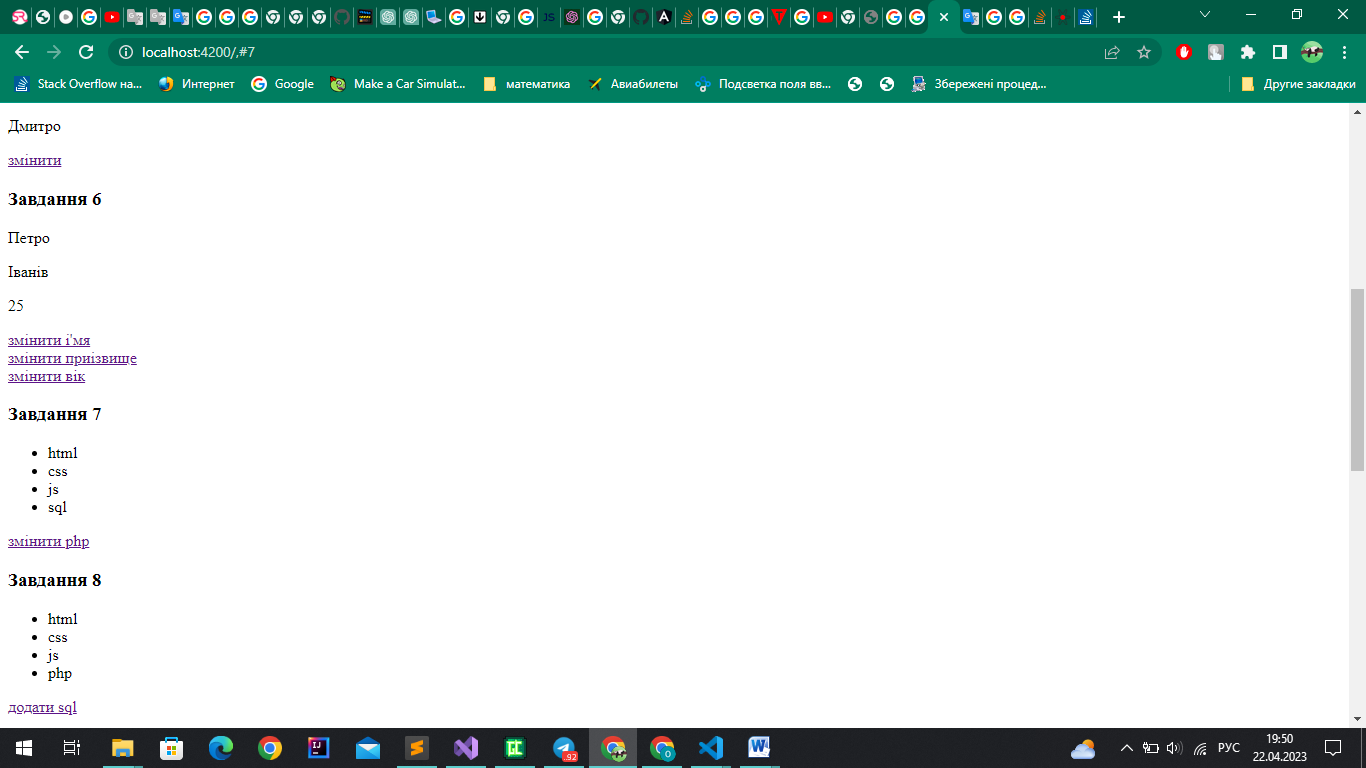 localhost:4200/,#7
Stack Overflow на...
Интернет
Google
Make a Car Simulat...
математика
Авиабилеты
Подсветка поля вв...
Збережені процед...
Другие закладки
Дмитро
змінити
Завдання 6
Петро
Іванів
25
змінити і'мя
змінити приізвище
змінити вік
Завдання 7
html
css
js
sql
змінити php
Завдання 8
html
css
js
php
додати sql
92
РУС
19:50
22.04.2023